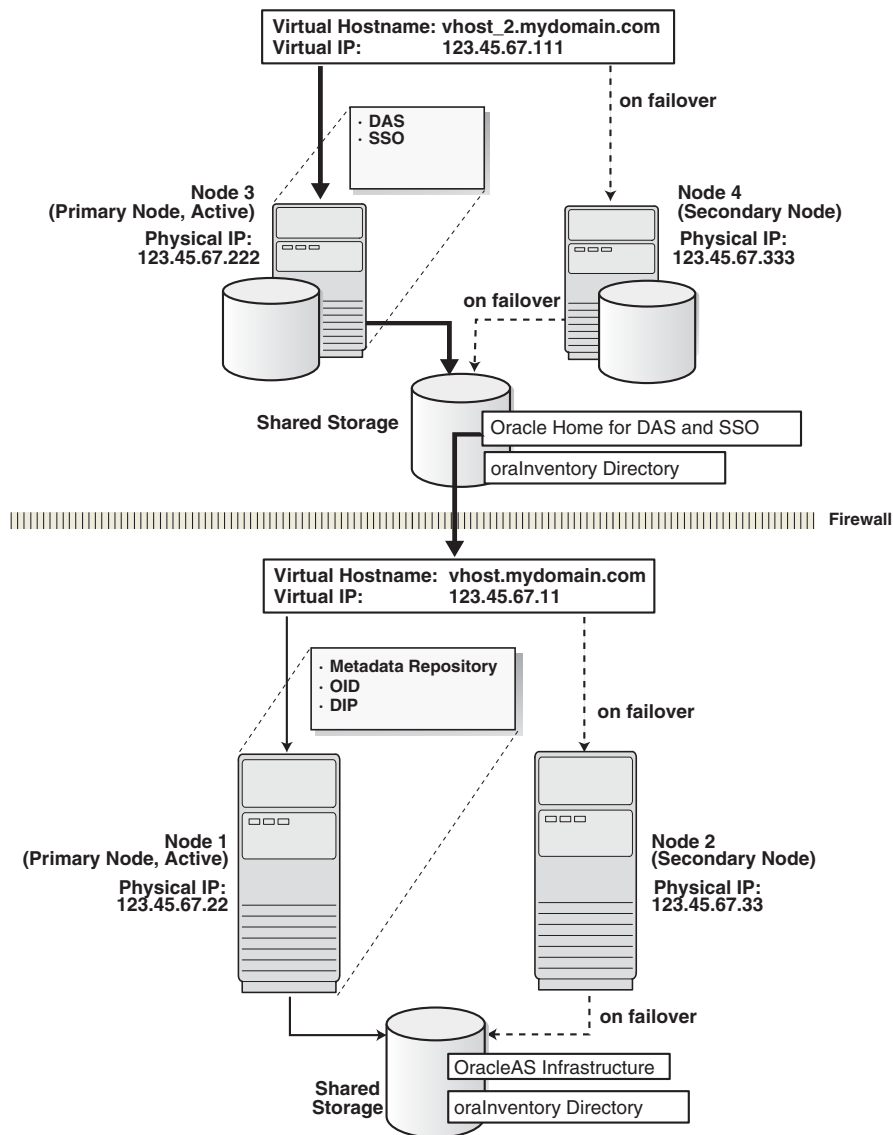 Virtual Hostname: vhost_2.mydomain.com
Virtual IP: 123.45.67.111
on failover
· DAS
· SSO
Node 3
(Primary Node, Active)
Physical IP:
123.45.67.222
Node 4
(Secondary Node)
Physical IP:
123.45.67.333
on failover
Shared Storage
Oracle Home for DAS and SSO
oraInventory Directory
Firewall
Virtual Hostname: vhost.mydomain.com
Virtual IP: 123.45.67.11
· Metadata Repository
· OID
· DIP
on failover
Node 1
(Primary Node, Active)
Physical IP:
123.45.67.22
Node 2
(Secondary Node)
Physical IP:
123.45.67.33
on failover
OracleAS Infrastructure
Shared
Storage
oraInventory Directory